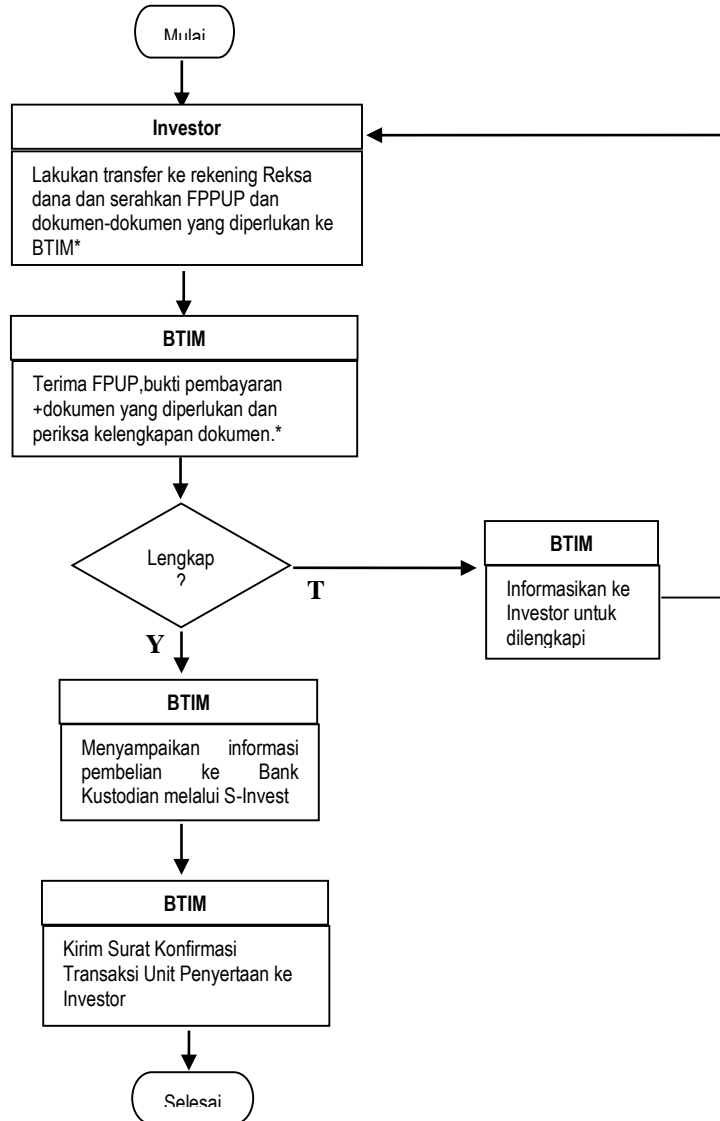 Mulai
Investor
Lakukan transfer ke rekening Reksa
dana dan serahkan FPPUP dan
dokumen-dokumen yang diperlukan ke
BTIM*
BTIM
Terima FPUP,bukti pembayaran
+dokumen yang diperlukan dan
periksa kelengkapan dokumen.*
Lengkap
?
T
Y
BTIM
Informasikan ke
Investor untuk
dilengkapi
BTIM
Menyampaikan informasi
pembelian ke Bank
Kustodian melalui S-Invest
BTIM
Kirim Surat Konfirmasi
Transaksi Unit Penyertaan ke
Investor
Selesai